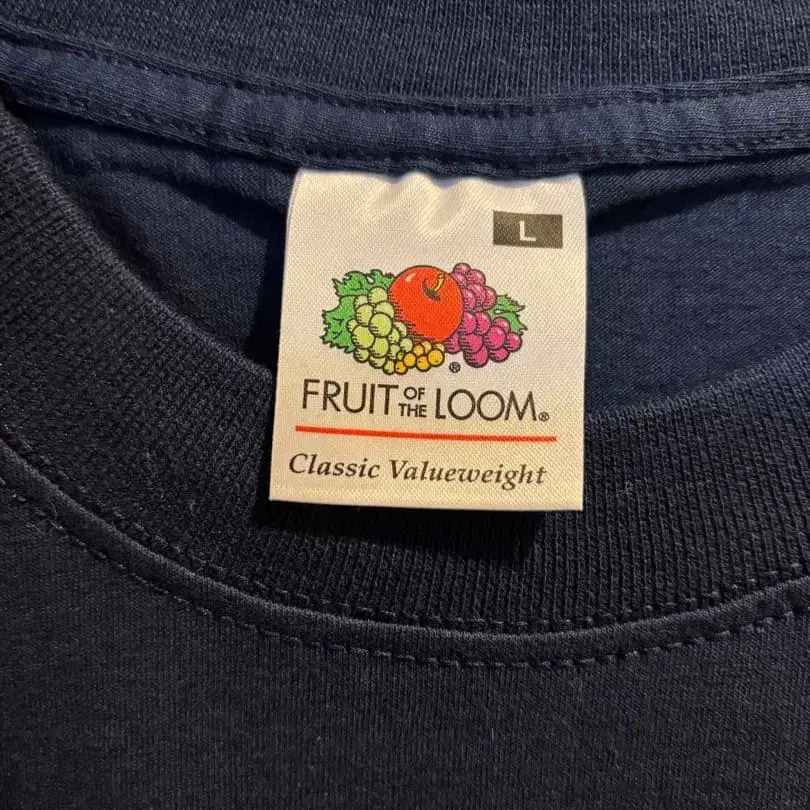 L
®
FRUIT OF THE LOOM®
Classic Valueweight